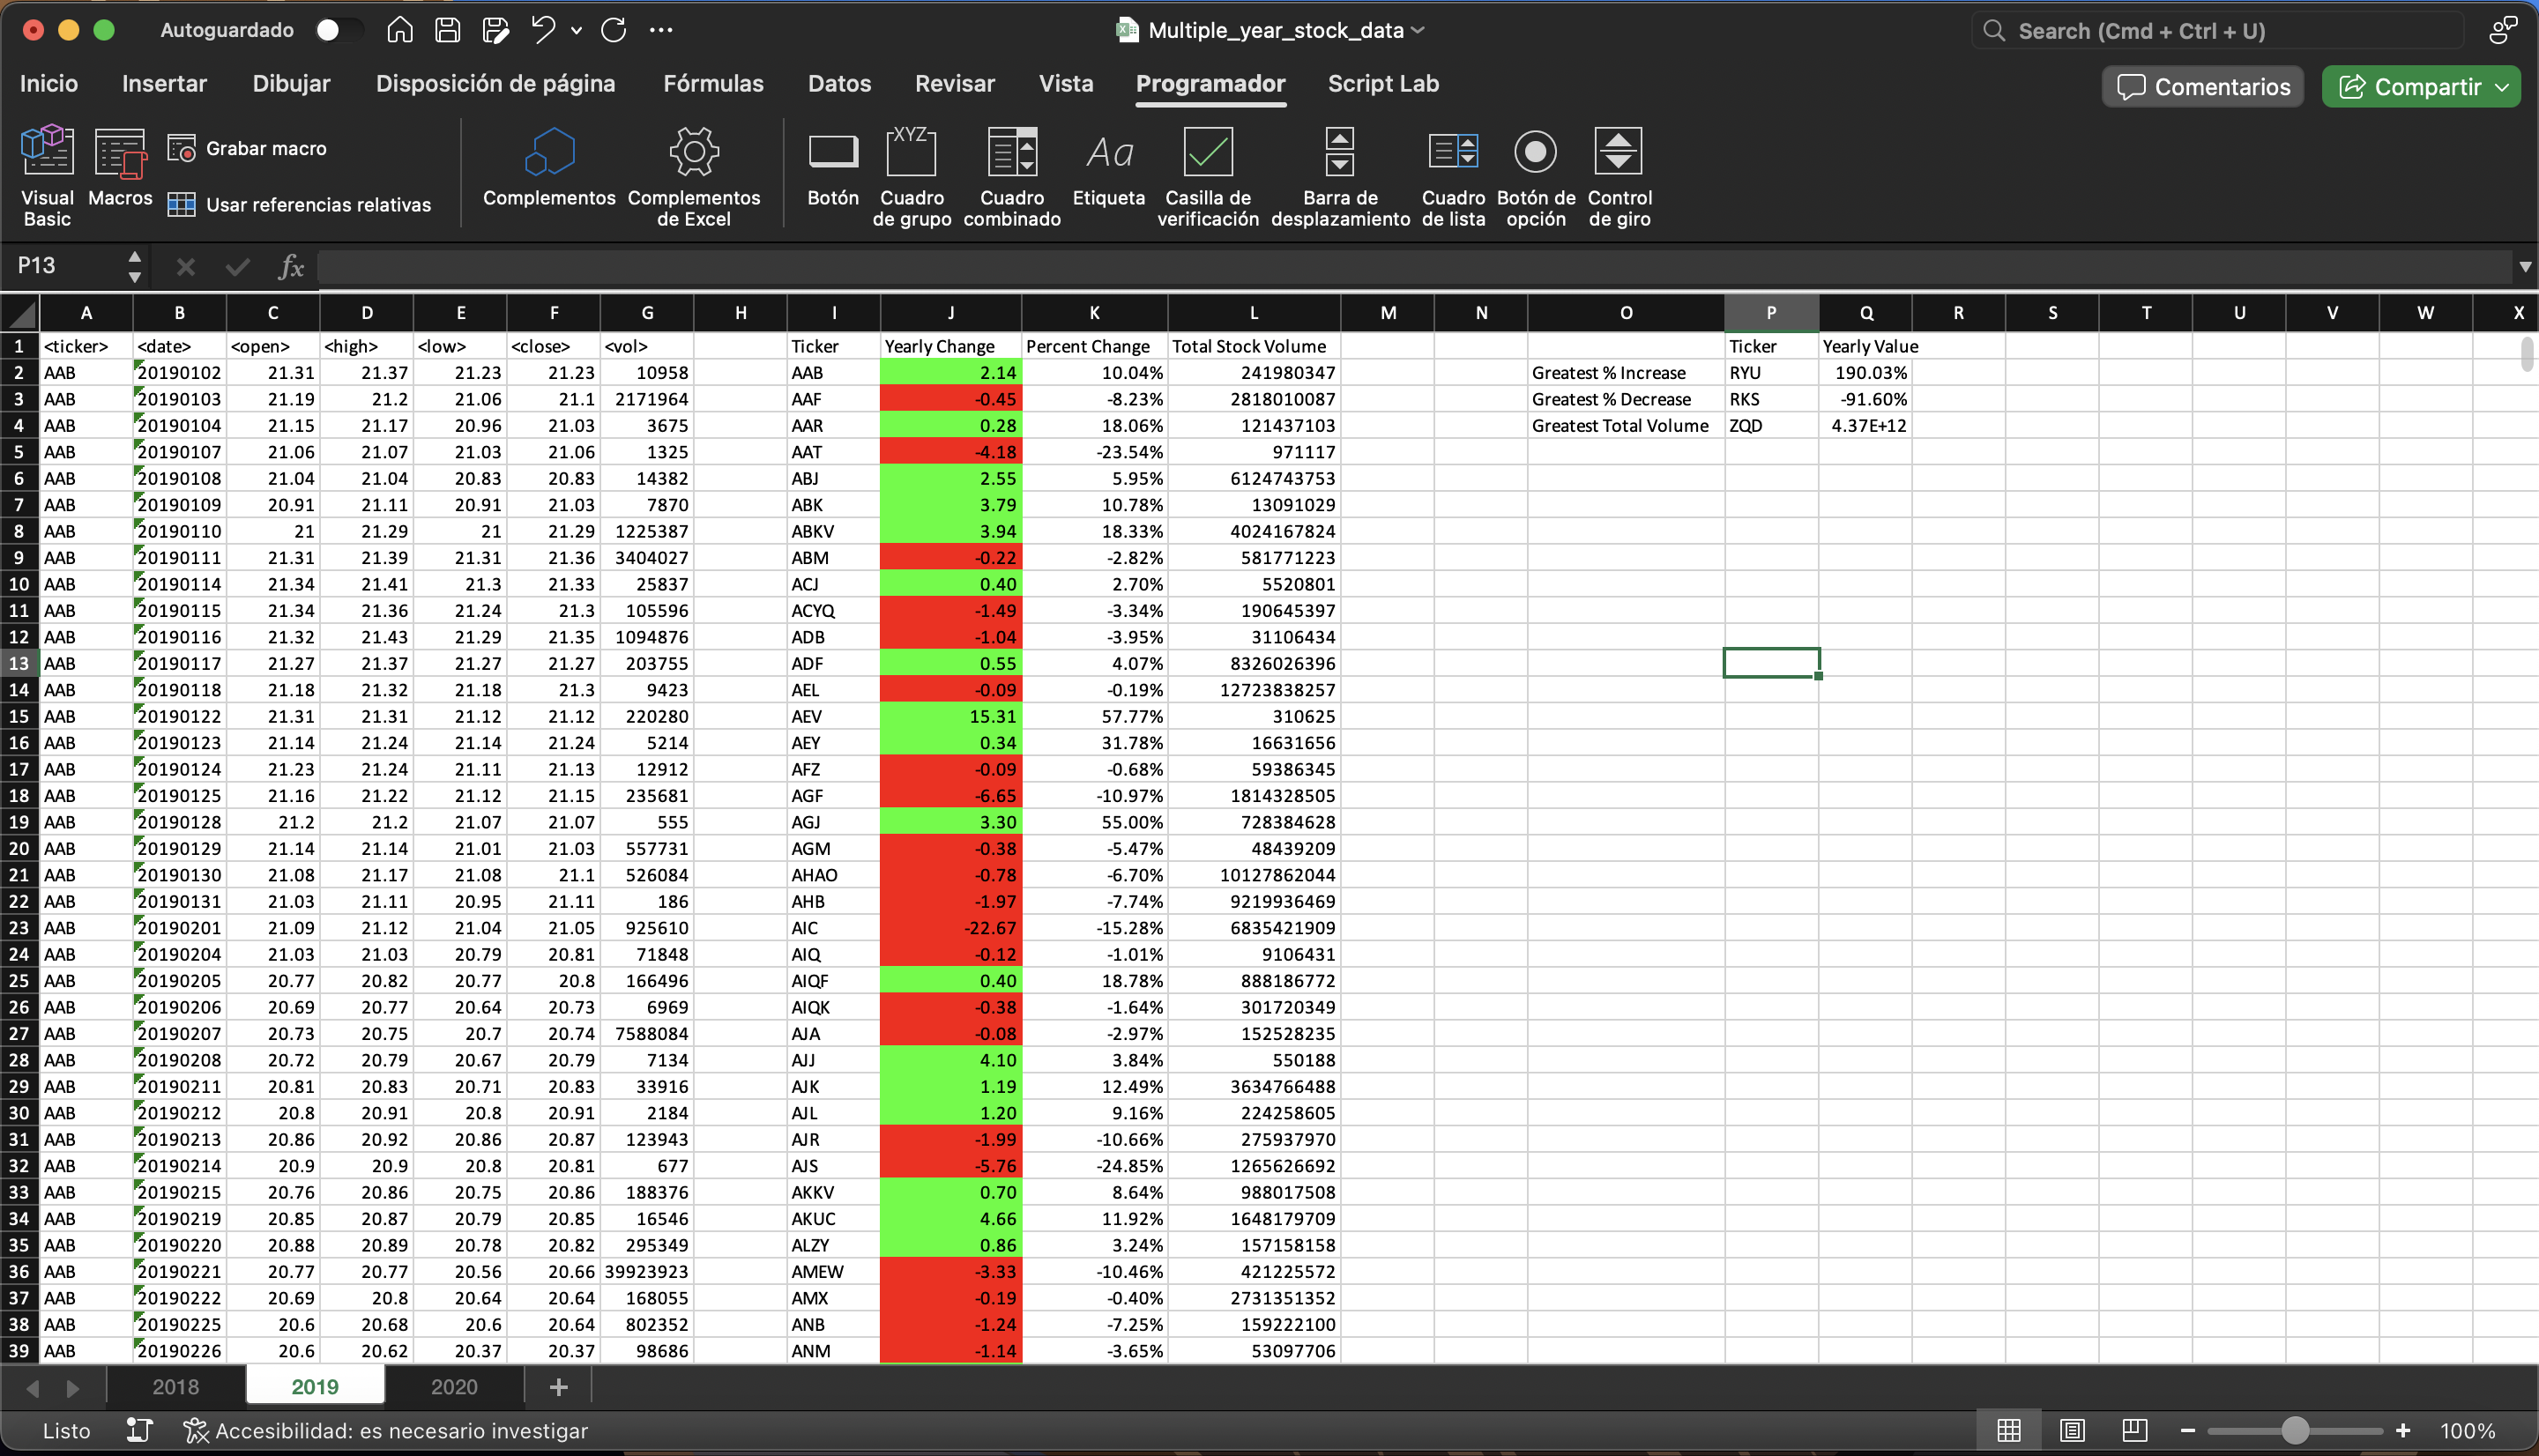 Autoguardado
Multiple_year_stock_data
Search (Cmd + Ctrl + U)
Inicio Insertar Dibujar Disposición de página Fórmulas Datos Revisar Vista Programador Script Lab
Comentarios Compartir
Visual Basic
Macros
Grabar macro
Usar referencias relativas
Complementos
Complementos de Excel
Botón
XYZ
Cuadro de grupo
Cuadro combinado
Aa
Etiqueta
Casilla de verificación
Barra de desplazamiento
Cuadro de lista
Botón de opción
Control de giro
P13 fx
A B C D E F G H I J K L M N O P Q R S T U V W X
1 <ticker> <date> <open> <high> <low> <close> <vol> Ticker Yearly Change Percent Change Total Stock Volume Ticker Yearly Value
2 AAB 20190102 21.31 21.37 21.23 21.23 10958 AAB 2.14 10.04% 241980347 Greatest % Increase RYU 190.03%
3 AAB 20190103 21.19 21.2 21.06 21.1 2171964 AAF -0.45 -8.23% 2818010087 Greatest % Decrease RKS -91.60%
4 AAB 20190104 21.15 21.17 20.96 21.03 3675 AAR 0.28 18.06% 121437103 Greatest Total Volume ZQD 4.37E+12
5 AAB 20190107 21.06 21.07 21.03 21.06 1325 AAT -4.18 -23.54% 971117
6 AAB 20190108 21.04 21.04 20.83 20.83 14382 ABJ 2.55 5.95% 6124743753
7 AAB 20190109 20.91 21.11 20.91 21.03 7870 ABK 3.79 10.78% 13091029
8 AAB 20190110 21 21.29 21 21.29 1225387 ABKV 3.94 18.33% 4024167824
9 AAB 20190111 21.31 21.39 21.31 21.36 3404027 ABM -0.22 -2.82% 581771223
10 AAB 20190114 21.34 21.41 21.3 21.33 25837 ACJ 0.40 2.70% 5520801
11 AAB 20190115 21.34 21.36 21.24 21.3 105596 ACYQ -1.49 -3.34% 190645397
12 AAB 20190116 21.32 21.43 21.29 21.35 1094876 ADB -1.04 -3.95% 31106434
13 AAB 20190117 21.27 21.37 21.27 21.27 203755 ADF 0.55 4.07% 8326026396
14 AAB 20190118 21.18 21.32 21.18 21.3 9423 AEL -0.09 -0.19% 12723838257
15 AAB 20190122 21.31 21.31 21.12 21.12 220280 AEV 15.31 57.77% 310625
16 AAB 20190123 21.14 21.24 21.14 21.24 5214 AEY 0.34 31.78% 16631656
17 AAB 20190124 21.23 21.24 21.11 21.13 12912 AFZ -0.09 -0.68% 59386345
18 AAB 20190125 21.16 21.22 21.12 21.15 235681 AGF -6.65 -10.97% 1814328505
19 AAB 20190128 21.2 21.2 21.07 21.07 555 AGJ 3.30 55.00% 728384628
20 AAB 20190129 21.14 21.14 21.01 21.03 557731 AGM -0.38 -5.47% 48439209
21 AAB 20190130 21.08 21.17 21.08 21.1 526084 AHAO -0.78 -6.70% 10127862044
22 AAB 20190131 21.03 21.11 20.95 21.11 186 AHB -1.97 -7.74% 9219936469
23 AAB 20190201 21.09 21.12 21.04 21.05 925610 AIC -22.67 -15.28% 6835421909
24 AAB 20190204 21.03 21.03 20.79 20.81 71848 AIQ -0.12 -1.01% 9106431
25 AAB 20190205 20.77 20.82 20.77 20.8 166496 AIQF 0.40 18.78% 888186772
26 AAB 20190206 20.69 20.77 20.64 20.73 6969 AIQK -0.38 -1.64% 301720349
27 AAB 20190207 20.73 20.75 20.7 20.74 7588084 AJA -0.08 -2.97% 152528235
28 AAB 20190208 20.72 20.79 20.67 20.79 7134 AJJ 4.10 3.84% 550188
29 AAB 20190211 20.81 20.83 20.71 20.83 33916 AJK 1.19 12.49% 3634766488
30 AAB 20190212 20.8 20.91 20.8 20.91 2184 AJL 1.20 9.16% 224258605
31 AAB 20190213 20.86 20.92 20.86 20.87 123943 AJR -1.99 -10.66% 275937970
32 AAB 20190214 20.9 20.9 20.8 20.81 677 AJS -5.76 -24.85% 1265626692
33 AAB 20190215 20.76 20.86 20.75 20.86 188376 AKKV 0.70 8.64% 988017508
34 AAB 20190219 20.85 20.87 20.79 20.85 16546 AKUC 4.66 11.92% 1648179709
35 AAB 20190220 20.88 20.89 20.78 20.82 295349 ALZY 0.86 3.24% 157158158
36 AAB 20190221 20.77 20.77 20.56 20.66 39923923 AMEW -3.33 -10.46% 421225572
37 AAB 20190222 20.69 20.8 20.64 20.64 168055 AMX -0.19 -0.40% 2731351352
38 AAB 20190225 20.6 20.68 20.6 20.64 802352 ANB -1.24 -7.25% 159222100
39 AAB 20190226 20.6 20.62 20.37 20.37 98686 ANM -1.14 -3.65% 53097706
2018 2019 2020 +
Listo Accesibilidad: es necesario investigar 100%